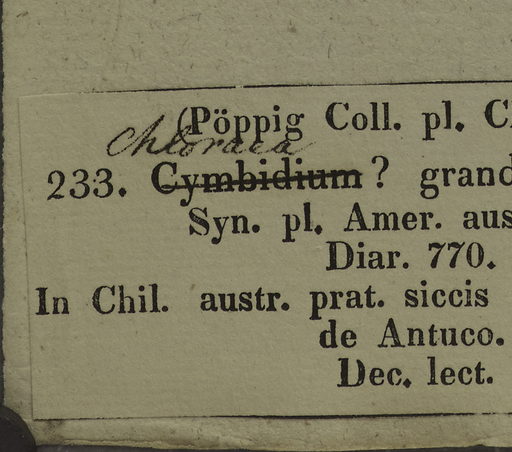 (Pöppig Coll. pl. C
Chloraea
233. Cymbidium? grand
Syn. pl. Amer. aus
Diar. 770.
In Chil. austr. prat. siccis
de Antuco.
Dec. lect.